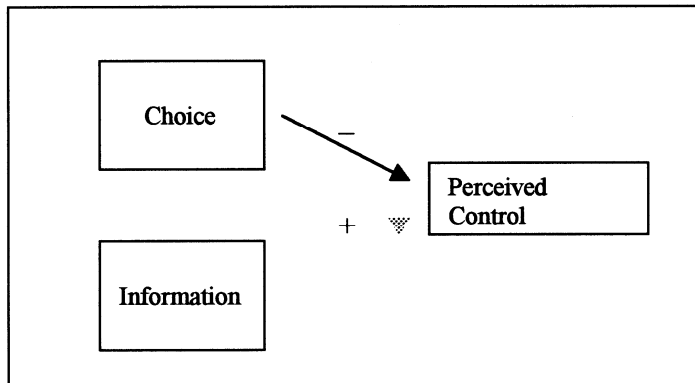 Choice
–
Perceived
Control
+
Information